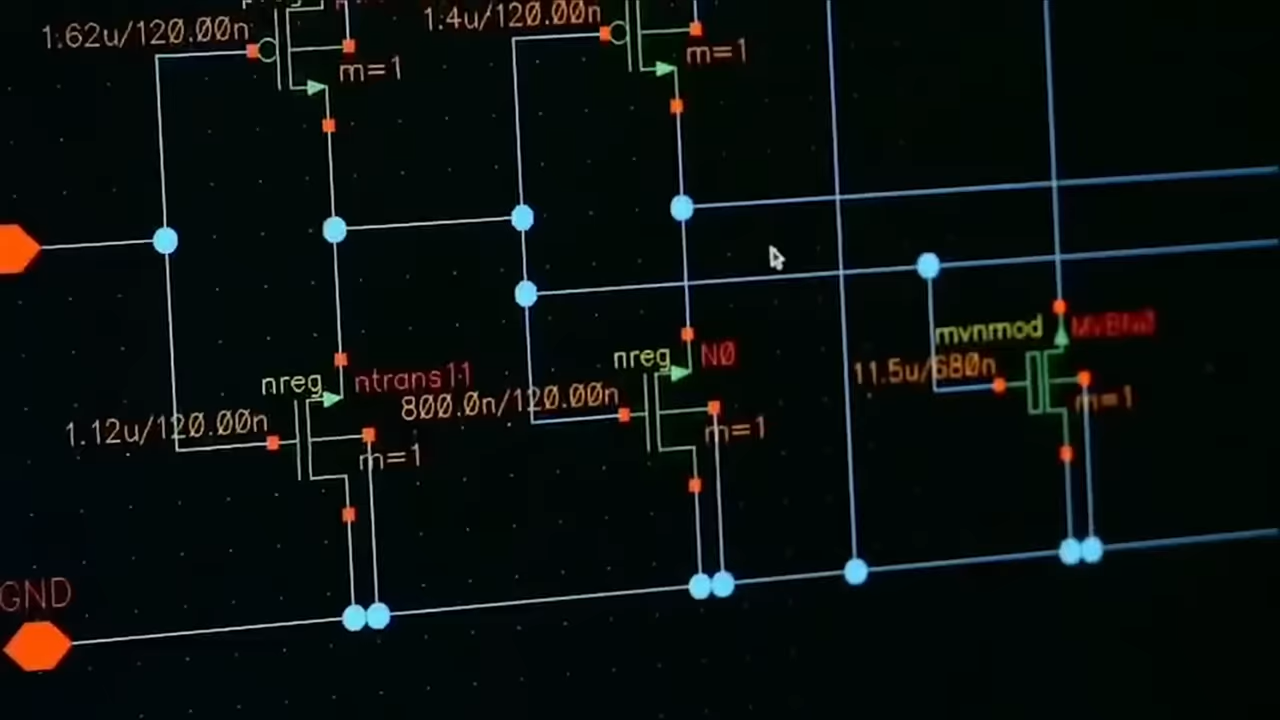 1.62u/120.00n
1.4u/120.00n
m=1
m=1
mvnmod
nreg
N0
11.5u/680n
nreg
ntrans11
800.0n/120.00n
m=1
1.12u/120.00n
m=1
m=1
GND